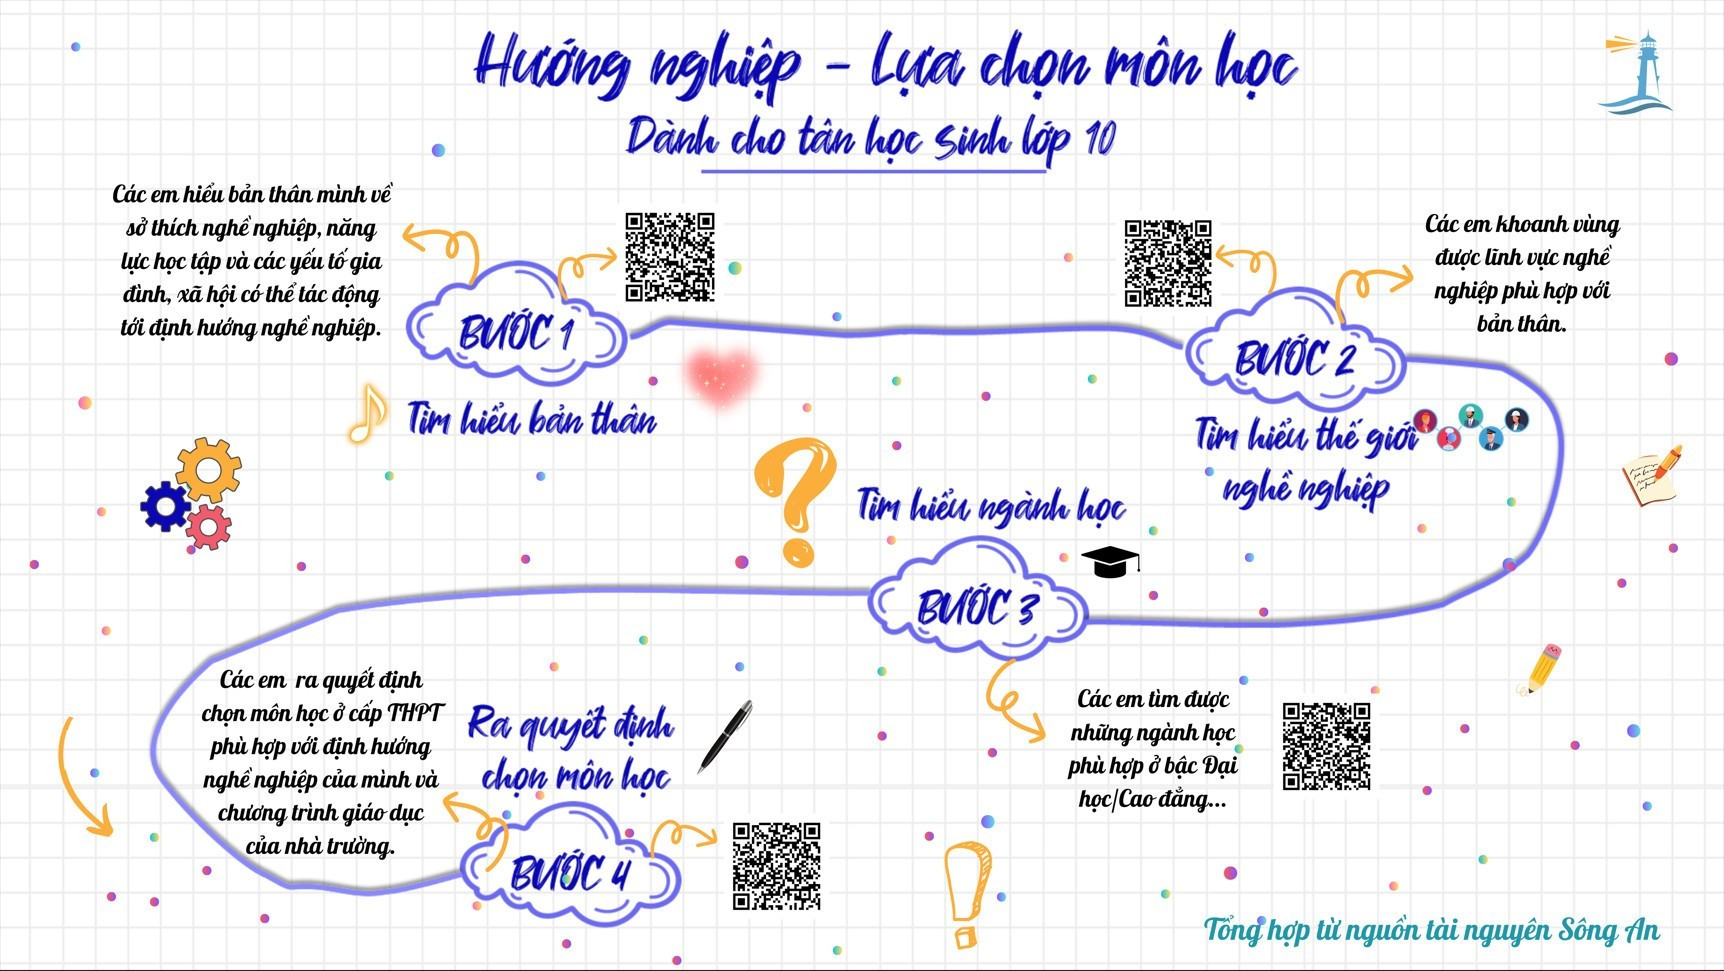 Hướng nghiệp - Lựa chọn môn học
Dành cho tân học sinh lớp 10
Các em hiểu bản thân mình về
sở thích nghề nghiệp, năng
lực học tập và các yếu tố gia
đình, xã hội có thể tác động
tới định hướng nghề nghiệp.
BƯỚC 1
Tìm hiểu bản thân
Các em khoanh vùng
được lĩnh vực nghề
nghiệp phù hợp với
bản thân.
BƯỚC 2
Tìm hiểu thế giới
nghề nghiệp
Tìm hiểu ngành học
BƯỚC 3
Các em tìm được
những ngành học
phù hợp ở bậc Đại
học/Cao đẳng...
Các em ra quyết định
chọn môn học ở cấp THPT
phù hợp với định hướng
nghề nghiệp của mình và
chương trình giáo dục
của nhà trường.
Ra quyết định
chọn môn học
BƯỚC 4
Tổng hợp từ nguồn tài nguyên Sông An